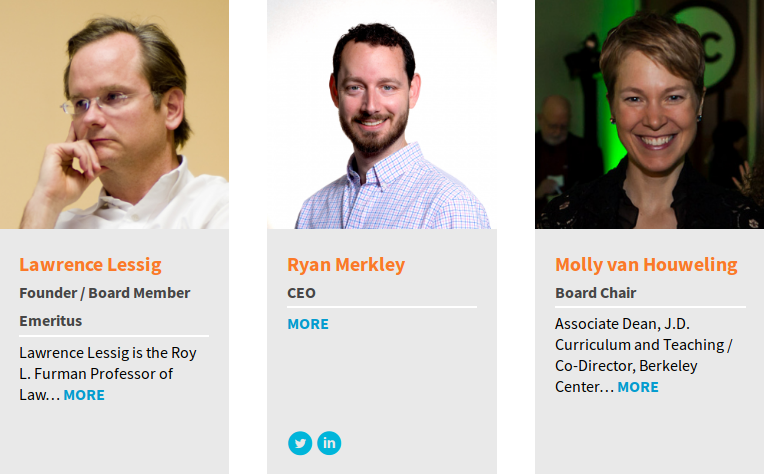 Lawrence Lessig
Founder / Board Member
Emeritus
Lawrence Lessig is the Roy
L. Furman Professor of
Law… MORE
Ryan Merkley
CEO
MORE
in
Molly van Houweling
Board Chair
Associate Dean, J.D.
Curriculum and Teaching /
Co-Director, Berkeley
Center… MORE